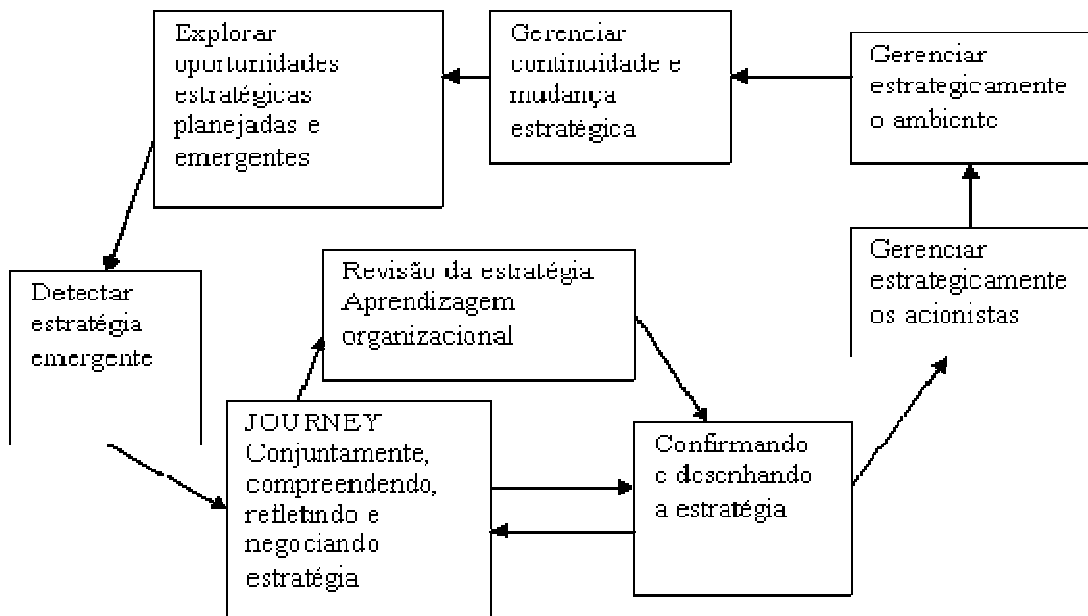 Explorar
oportunidades
estratégicas
planejadas e
emergentes
Gerenciar
continuidade e
mudança
estratégica
Gerenciar
estrategicamente
o ambiente
Gerenciar
estrategicamente
os acionistas
Detectar
estratégia
emergente
Revisão da estratégia
Aprendizagem
organizacional
JOURNEY
Conjuntamente,
compreendendo,
refletindo e
negociando
estratégia
Confirmando
e desenhando
a estratégia